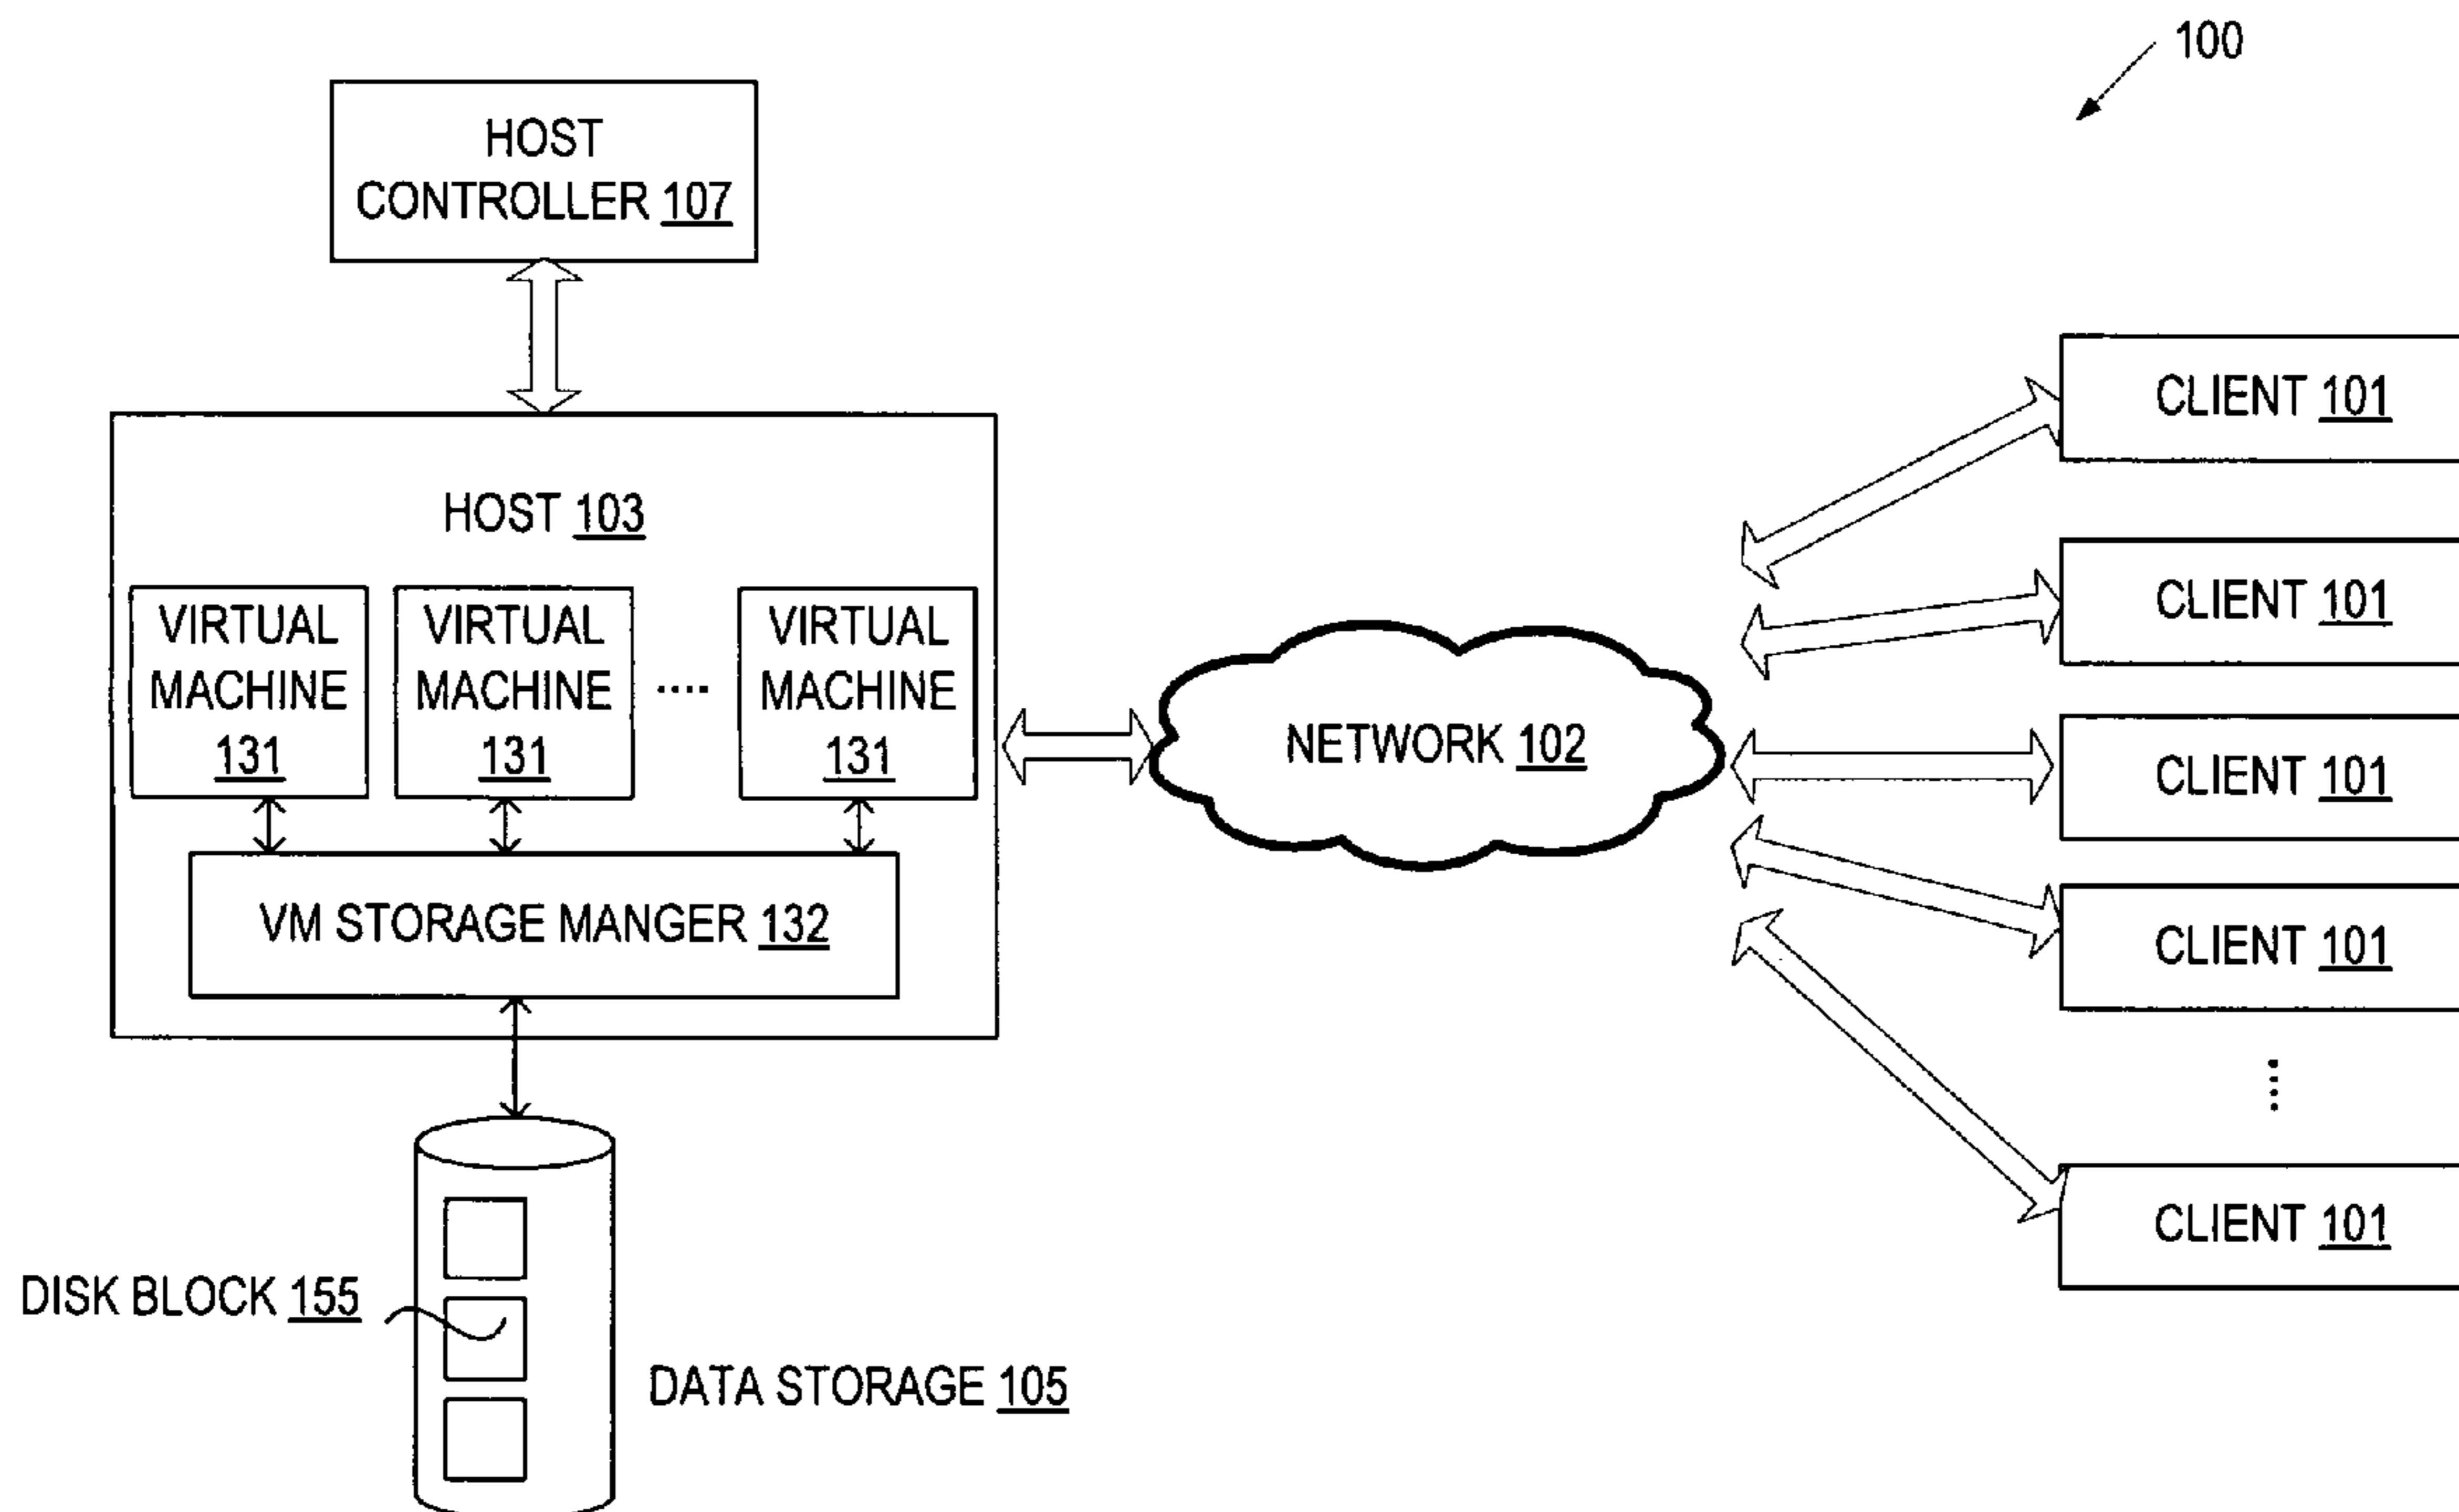 100
HOST
CONTROLLER 107
HOST 103
VIRTUAL
MACHINE
131
VIRTUAL
MACHINE
131
....
VIRTUAL
MACHINE
131
VM STORAGE MANGER 132
NETWORK 102
CLIENT 101
CLIENT 101
CLIENT 101
CLIENT 101
....
CLIENT 101
DISK BLOCK 155
DATA STORAGE 105